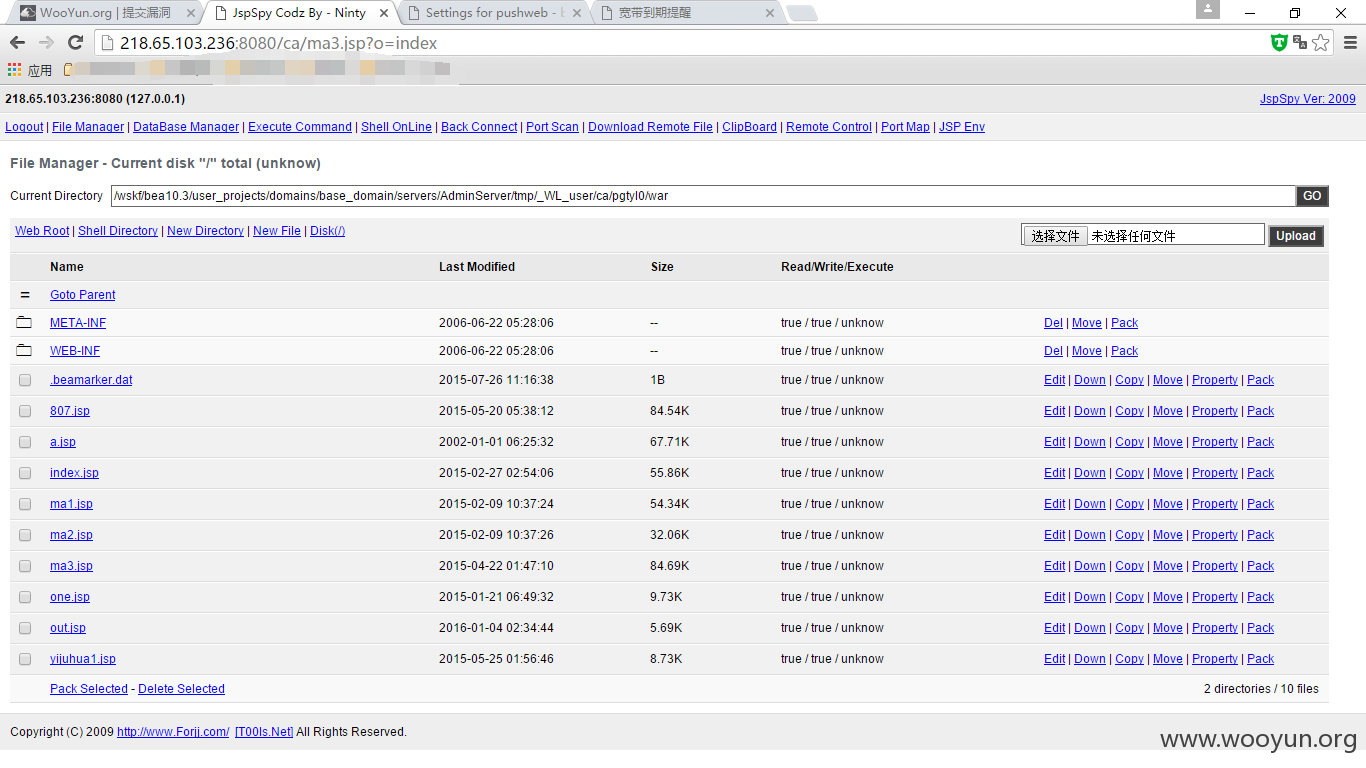 WooYun.org | 提交漏洞
JspSpy Codz By - Ninty
Settings for pushweb - b
宽带到期提醒
218.65.103.236:8080/ca/ma3.jsp?o=index
应用
218.65.103.236:8080 (127.0.0.1) JspSpy Ver: 2009
Logout | File Manager | DataBase Manager | Execute Command | Shell OnLine | Back Connect | Port Scan | Download Remote File | ClipBoard | Remote Control | Port Map | JSP Env
File Manager - Current disk "/" total (unknow)
Current Directory /wskf/bea10.3/user_projects/domains/base_domain/servers/AdminServer/tmp/_WL_user/ca/pgtyl0/war GO
Web Root | Shell Directory | New Directory | New File | Disk(/) 选择文件 未选择任何文件 Upload
Name Last Modified Size Read/Write/Execute
= Goto Parent
META-INF 2006-06-22 05:28:06 -- true / true / unknow Del | Move | Pack
WEB-INF 2006-06-22 05:28:06 -- true / true / unknow Del | Move | Pack
.beamarker.dat 2015-07-26 11:16:38 1B true / true / unknow Edit | Down | Copy | Move | Property | Pack
807.jsp 2015-05-20 05:38:12 84.54K true / true / unknow Edit | Down | Copy | Move | Property | Pack
a.jsp 2002-01-01 06:25:32 67.71K true / true / unknow Edit | Down | Copy | Move | Property | Pack
index.jsp 2015-02-27 02:54:06 55.86K true / true / unknow Edit | Down | Copy | Move | Property | Pack
ma1.jsp 2015-02-09 10:37:24 54.34K true / true / unknow Edit | Down | Copy | Move | Property | Pack
ma2.jsp 2015-02-09 10:37:26 32.06K true / true / unknow Edit | Down | Copy | Move | Property | Pack
ma3.jsp 2015-04-22 01:47:10 84.69K true / true / unknow Edit | Down | Copy | Move | Property | Pack
one.jsp 2015-01-21 06:49:32 9.73K true / true / unknow Edit | Down | Copy | Move | Property | Pack
out.jsp 2016-01-04 02:34:44 5.69K true / true / unknow Edit | Down | Copy | Move | Property | Pack
yijuhua1.jsp 2015-05-25 01:56:46 8.73K true / true / unknow Edit | Down | Copy | Move | Property | Pack
Pack Selected - Delete Selected 2 directories / 10 files
Copyright (C) 2009 http://www.Forjj.com/ [T00ls.Net] All Rights Reserved.
www.wooyun.org